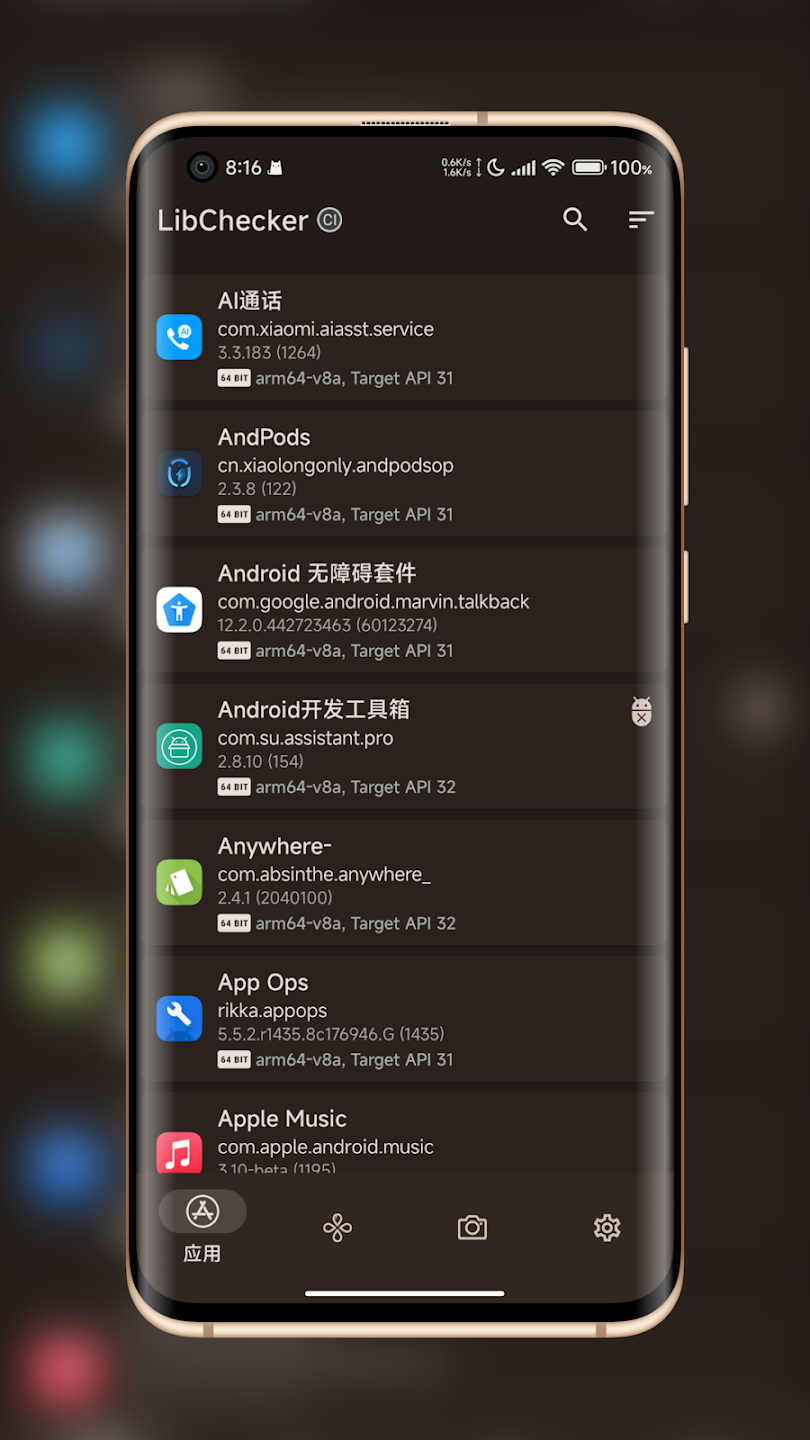 8:16
0.6K/s
1.6K/s
100%
LibChecker CI
AI通话
com.xiaomi.aiasst.service
3.3.183 (1264)
64 BIT arm64-v8a, Target API 31
AndPods
cn.xiaolongonly.andpodsop
2.3.8 (122)
64 BIT arm64-v8a, Target API 31
Android 无障碍套件
com.google.android.marvin.talkback
12.2.0.442723463 (60123274)
64 BIT arm64-v8a, Target API 31
Android开发工具箱
com.su.assistant.pro
2.8.10 (154)
64 BIT arm64-v8a, Target API 32
Anywhere-
com.absinthe.anywhere_
2.4.1 (2040100)
64 BIT arm64-v8a, Target API 32
App Ops
rikka.appops
5.5.2.r1435.8c176946.G (1435)
64 BIT arm64-v8a, Target API 31
Apple Music
com.apple.android.music
3.10-beta (1195)
应用